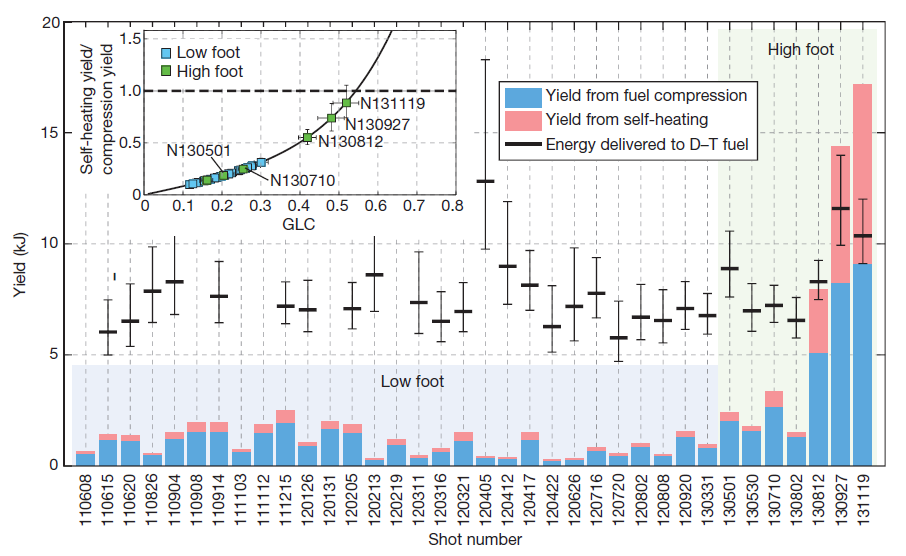 20
15
10
5
0
Yield (kJ)
Self-heating yield/
compression yield
1.5
1.0
0.5
0
Low foot
High foot
N131119
N130927
N130812
N130501
N130710
0 0.1 0.2 0.3 0.4 0.5 0.6 0.7 0.8
GLC
High foot
Yield from fuel compression
Yield from self-heating
Energy delivered to D–T fuel
Low foot
110608
110615
110620
110826
110904
110908
110914
111103
111112
111215
120126
120131
120205
120213
120219
120311
120316
120321
120405
120412
120417
120422
120626
120716
120720
120802
120808
120920
130331
130501
130530
130710
130802
130812
130927
131119
Shot number